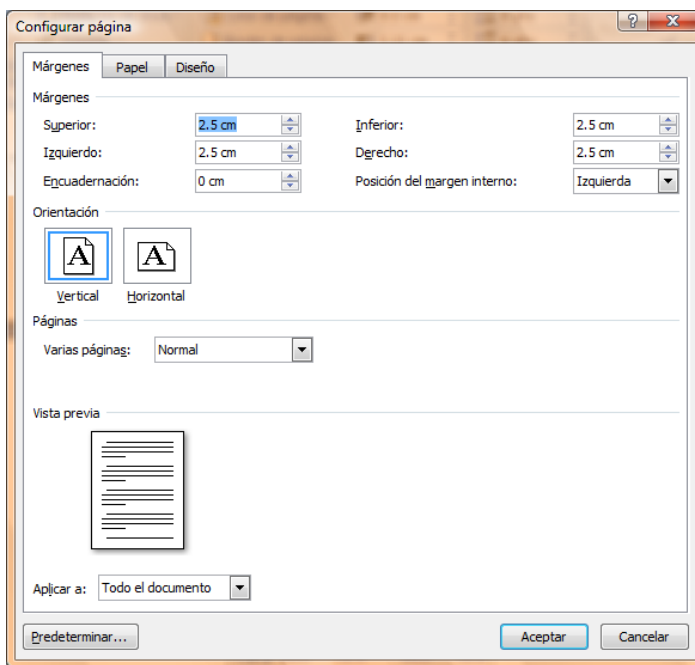 Configurar página
Márgenes Papel Diseño
Márgenes
Superior: 2.5 cm Inferior: 2.5 cm
Izquierdo: 2.5 cm Derecho: 2.5 cm
Encuadernación: 0 cm Posición del margen interno: Izquierda
Orientación
A A
Vertical Horizontal
Páginas
Varias páginas: Normal
Vista previa
Aplicar a: Todo el documento
Predeterminar... Aceptar Cancelar